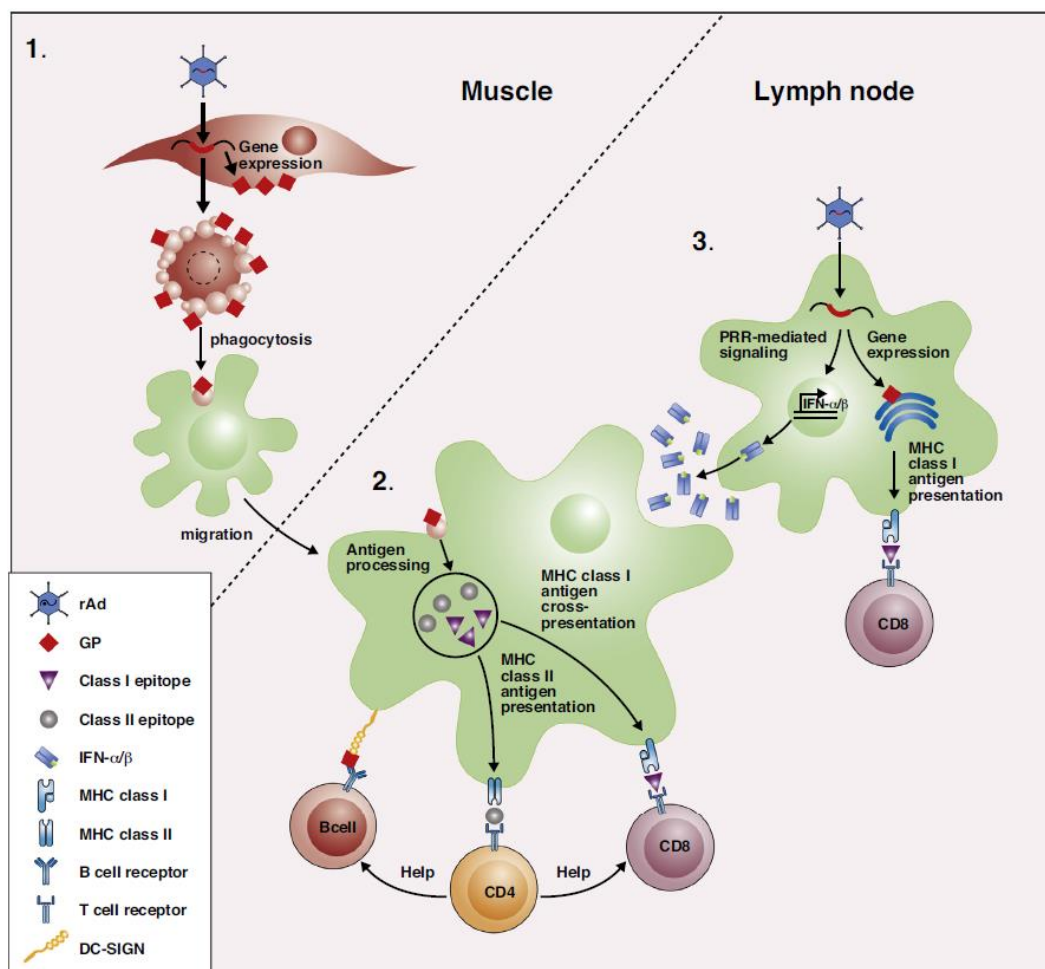 1.
Muscle
Lymph node
Gene
expression
phagocytosis
migration
2.
Antigen
processing
MHC class I
antigen
cross-
presentation
MHC
class II
antigen
presentation
Bcell
Help
CD4
Help
CD8
3.
PRR-mediated
signaling
Gene
expression
IFN-α/β
MHC
class I
antigen
presentation
CD8
rAd
GP
Class I epitope
Class II epitope
IFN-α/β
MHC class I
MHC class II
B cell receptor
T cell receptor
DC-SIGN